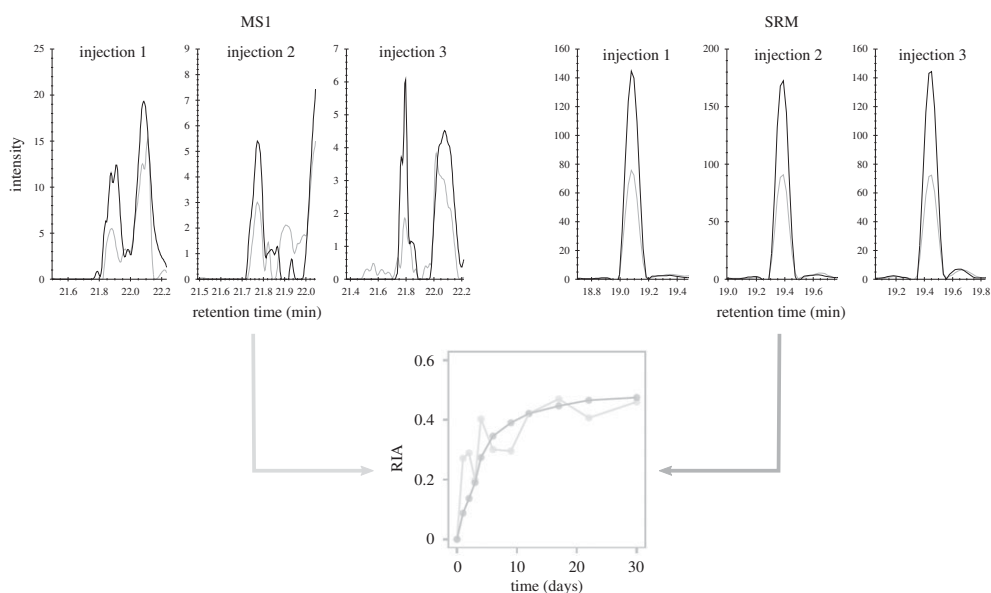 MS1
SRM
injection 1
injection 2
injection 3
injection 1
injection 2
injection 3
intensity
25
20
15
10
5
0
21.6 21.8 22.0 22.2
9
8
7
6
5
4
3
2
1
0
21.5 21.6 21.7 21.8 21.9 22.0
7
6
5
4
3
2
1
0
21.4 21.6 21.8 22.0 22.2
160
140
120
100
80
60
40
20
0
18.8 19.0 19.2 19.4
200
150
100
50
0
19.0 19.2 19.4 19.6
160
140
120
100
80
60
40
20
0
19.2 19.4 19.6 19.8
retention time (min)
retention time (min)
RIA
0.6
0.4
0.2
0
0 10 20 30
time (days)